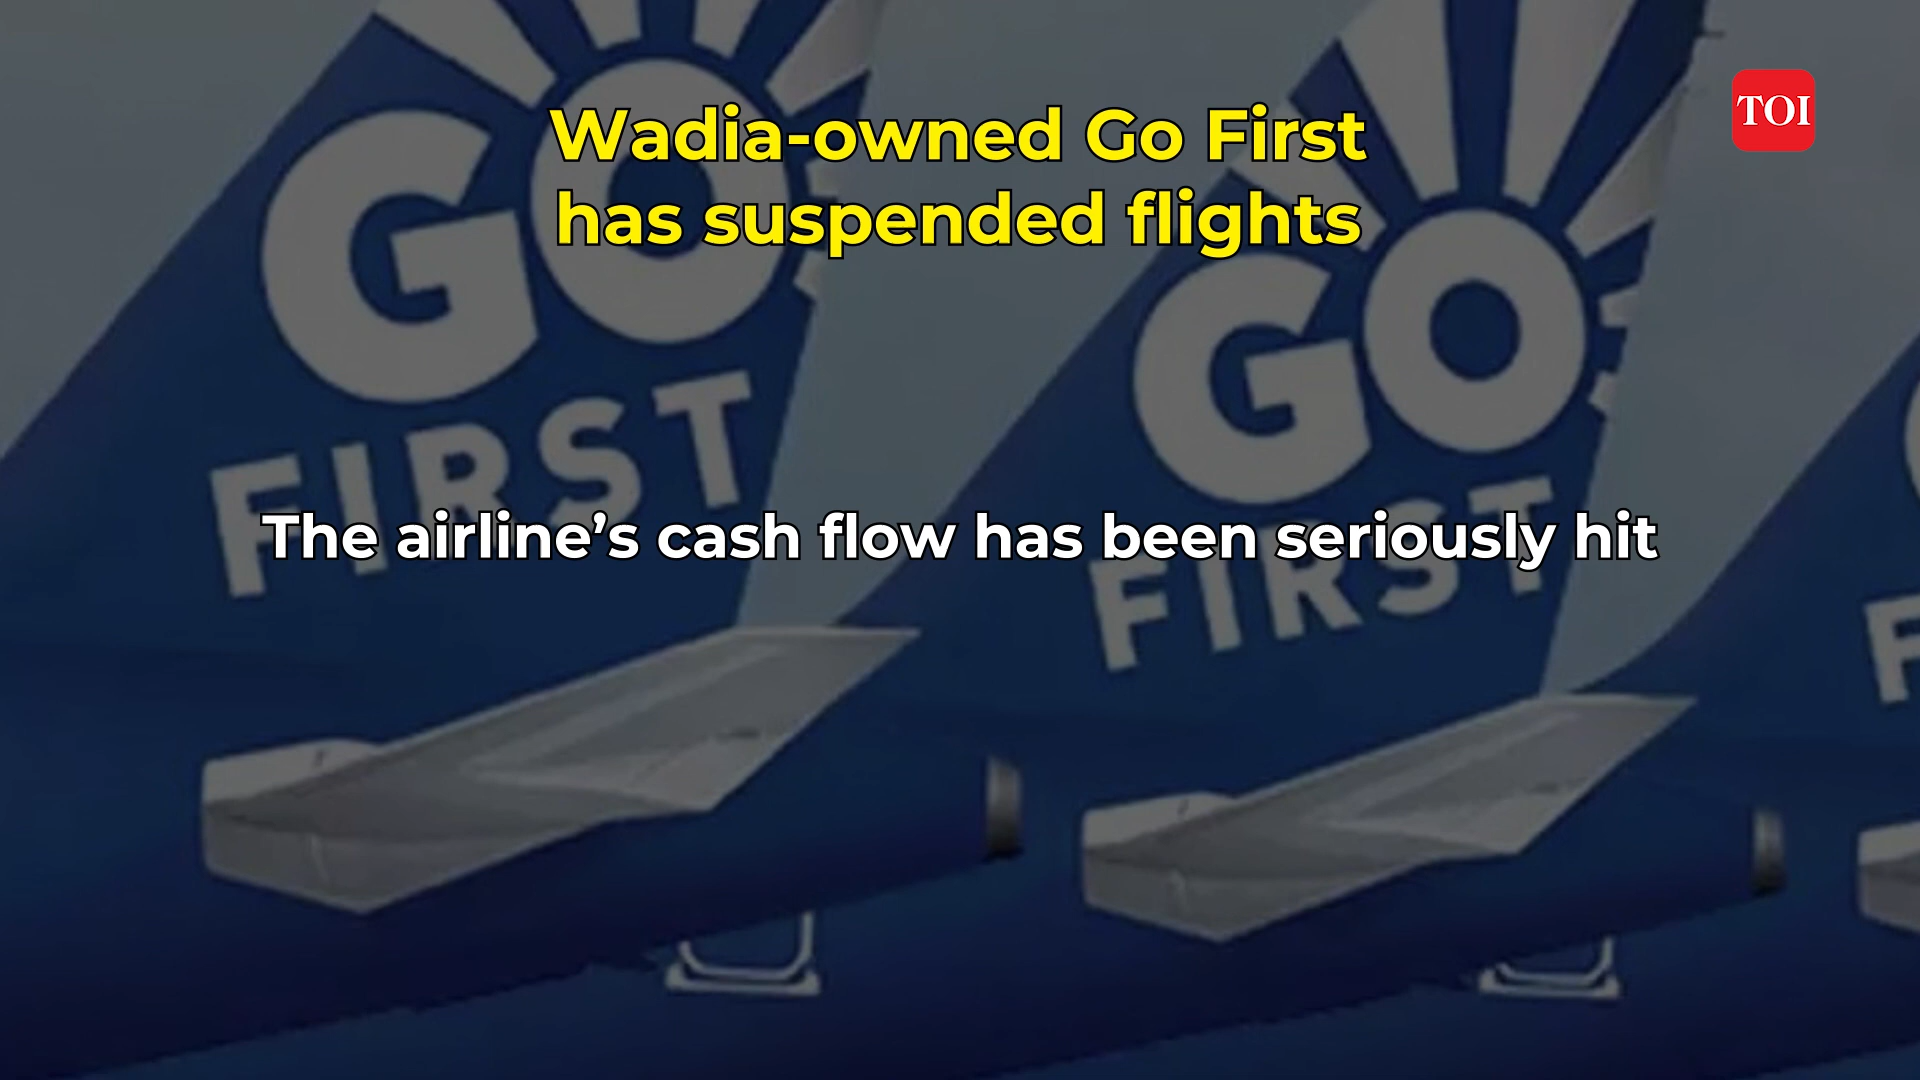 Wadia-owned Go First
has suspended flights
TOI
GO
FIRST
GO
FIRST
The airline’s cash flow has been seriously hit
F